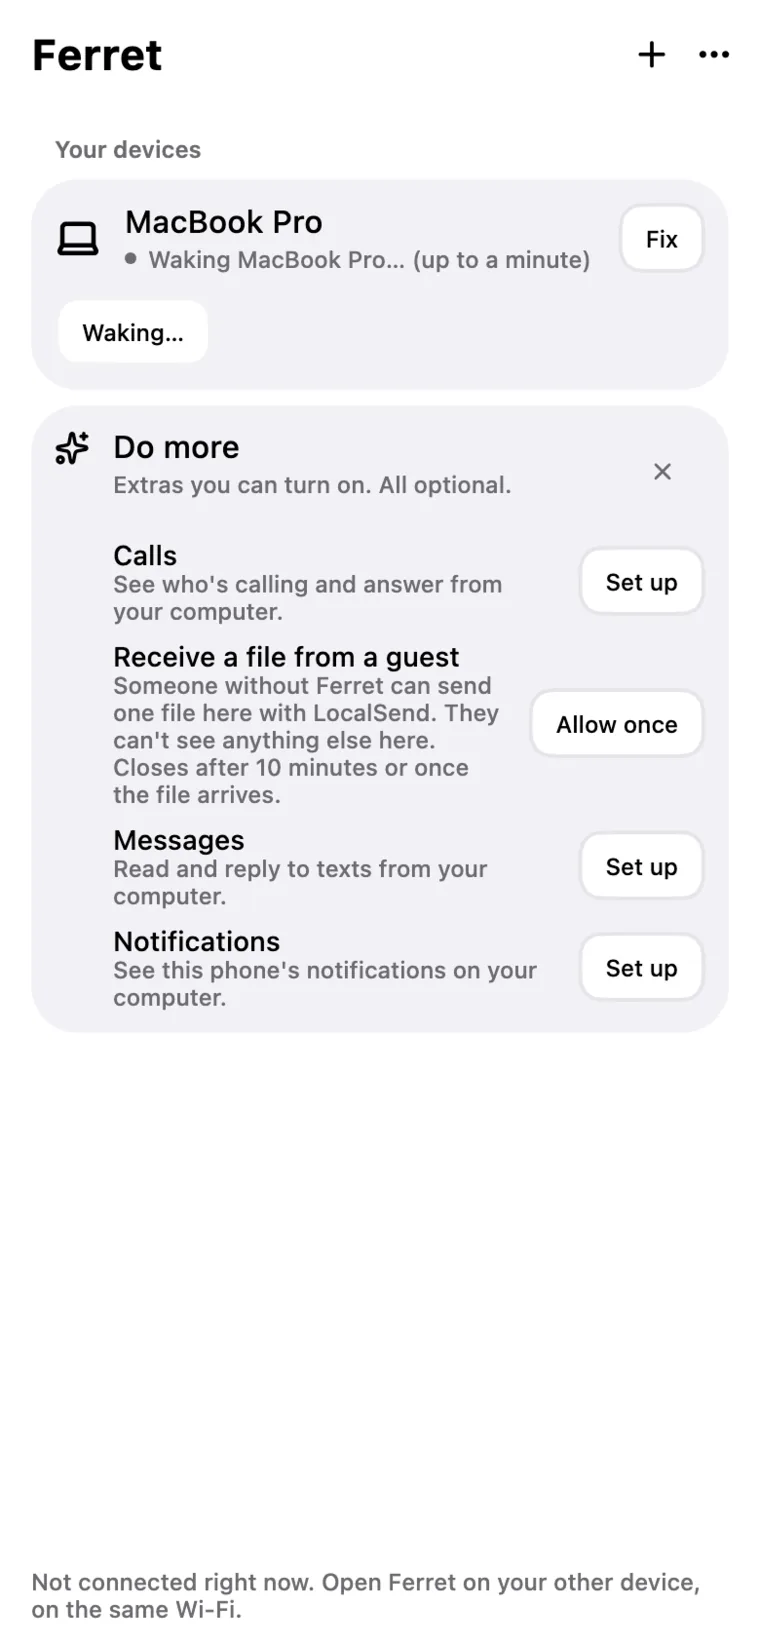 Ferret
Your devices
MacBook Pro
Waking MacBook Pro... (up to a minute)
Fix
Waking...
Do more
Extras you can turn on. All optional.
Calls
See who's calling and answer from
your computer.
Set up
Receive a file from a guest
Someone without Ferret can send
one file here with LocalSend. They
can't see anything else here.
Closes after 10 minutes or once
the file arrives.
Allow once
Messages
Read and reply to texts from your
computer.
Set up
Notifications
See this phone's notifications on your
computer.
Set up
Not connected right now. Open Ferret on your other device,
on the same Wi-Fi.